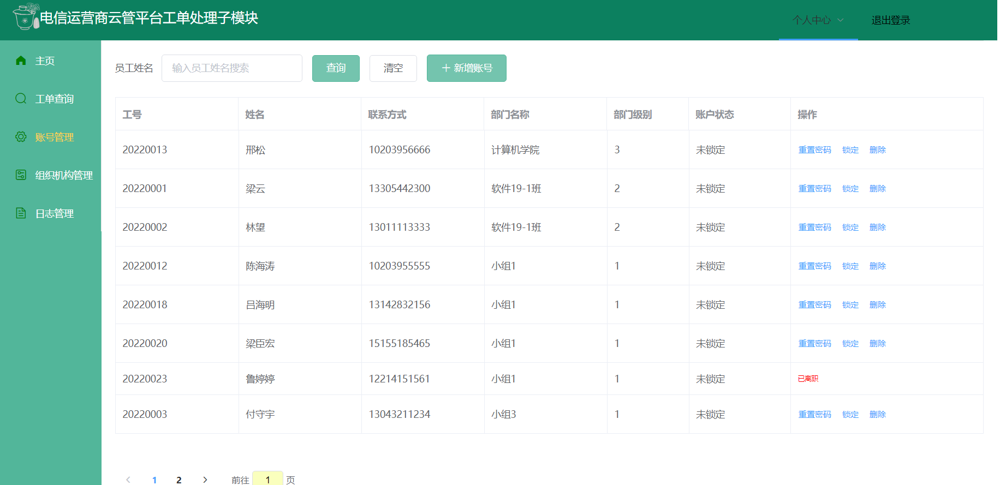 电信运营商云管平台工单处理子模块
个人中心 退出登录
主页
工单查询
账号管理
组织机构管理
日志管理
员工姓名 输入员工姓名搜索 查询 清空 新增账号
工号 姓名 联系方式 部门名称 部门级别 账户状态 操作
20220013 邢松 10203956666 计算机学院 3 未锁定 重置密码 锁定 删除
20220001 梁云 13305442300 软件19-1班 2 未锁定 重置密码 锁定 删除
20220002 林望 13011113333 软件19-1班 2 未锁定 重置密码 锁定 删除
20220012 陈海涛 10203955555 小组1 1 未锁定 重置密码 锁定 删除
20220018 吕海明 13142832156 小组1 1 未锁定 重置密码 锁定 删除
20220020 梁臣宏 15155185465 小组1 1 未锁定 重置密码 锁定 删除
20220023 鲁婷婷 12214151561 小组1 1 未锁定 已离职
20220003 付守宇 13043211234 小组3 1 未锁定 重置密码 锁定 删除
1 2 前往 1 页